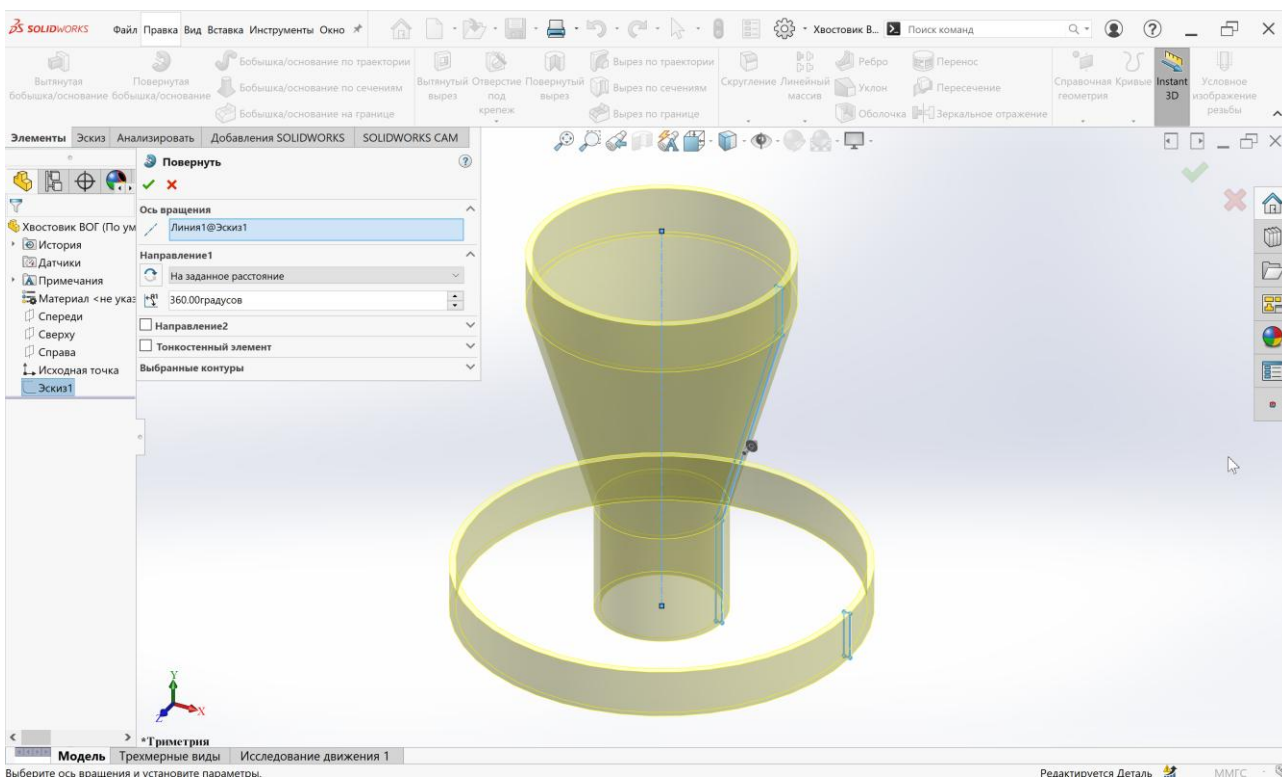 SOLIDWORKS Файл Правка Вид Вставка Инструменты Окно Хвостовик В... Поиск команд
Вытянутая бобышка/основание
Повернутая бобышка/основание
Бобышка/основание по траектории
Бобышка/основание по сечениям
Бобышка/основание на границе
Вытянутый вырез
Отверстие под крепеж
Повернутый вырез
Вырез по траектории
Вырез по сечениям
Вырез по границе
Скругление
Линейный массив
Ребро
Уклон
Оболочка
Перенос
Пересечение
Зеркальное отражение
Справочная геометрия
Кривые
Instant 3D
Условное изображение резьбы
Элементы Эскиз Анализировать Добавления SOLIDWORKS SOLIDWORKS CAM
Хвостовик ВОГ (По ум
История
Датчики
Примечания
Материал <не указ
Спереди
Сверху
Справа
Исходная точка
Эскиз1
Повернуть
Ось вращения
Линия1@Эскиз1
Направление1
На заданное расстояние
360.00градусов
Направление2
Тонкостенный элемент
Выбранные контуры
Y
X
Z
*Триметрия
Модель Трехмерные виды Исследование движения 1
Выберите ось вращения и установите параметры. Редактируется Деталь ММГС